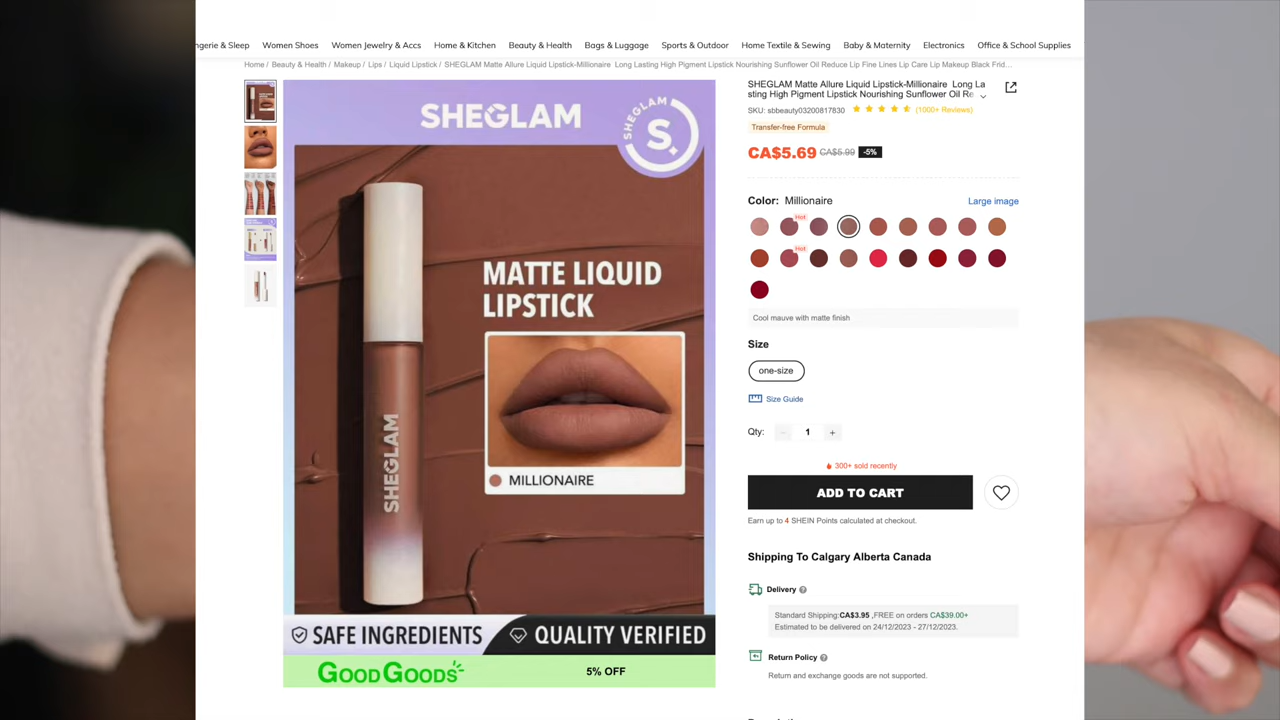 ngerie & Sleep Women Shoes Women Jewelry & Accs Home & Kitchen Beauty & Health Bags & Luggage Sports & Outdoor Home Textile & Sewing Baby & Maternity Electronics Office & School Supplies
Home / Beauty & Health / Makeup / Lips / Liquid Lipstick / SHEGLAM Matte Allure Liquid Lipstick-Millionaire Long Lasting High Pigment Lipstick Nourishing Sunflower Oil Reduce Lip Fine Lines Lip Care Lip Makeup Black Frid...
SHEGLAM
SHEGLAM S.
MATTE LIQUID
LIPSTICK
SHEGLAM
MILLIONAIRE
SAFE INGREDIENTS QUALITY VERIFIED
GOODGOODS 5% OFF
SHEGLAM Matte Allure Liquid Lipstick-Millionaire Long La
sting High Pigment Lipstick Nourishing Sunflower Oil Re
SKU: sbbeauty03200817830 (1000+ Reviews)
Transfer-free Formula
CA$5.69 CA$5.99 -5%
Color: Millionaire Large image
Hot
Hot
Cool mauve with matte finish
Size
one-size
Size Guide
Qty: - 1 +
300+ sold recently
ADD TO CART
Earn up to 4 SHEIN Points calculated at checkout.
Shipping To Calgary Alberta Canada
Delivery ?
Standard Shipping:CA$3.95 ,FREE on orders CA$39.00+
Estimated to be delivered on 24/12/2023 - 27/12/2023.
Return Policy ?
Return and exchange goods are not supported.